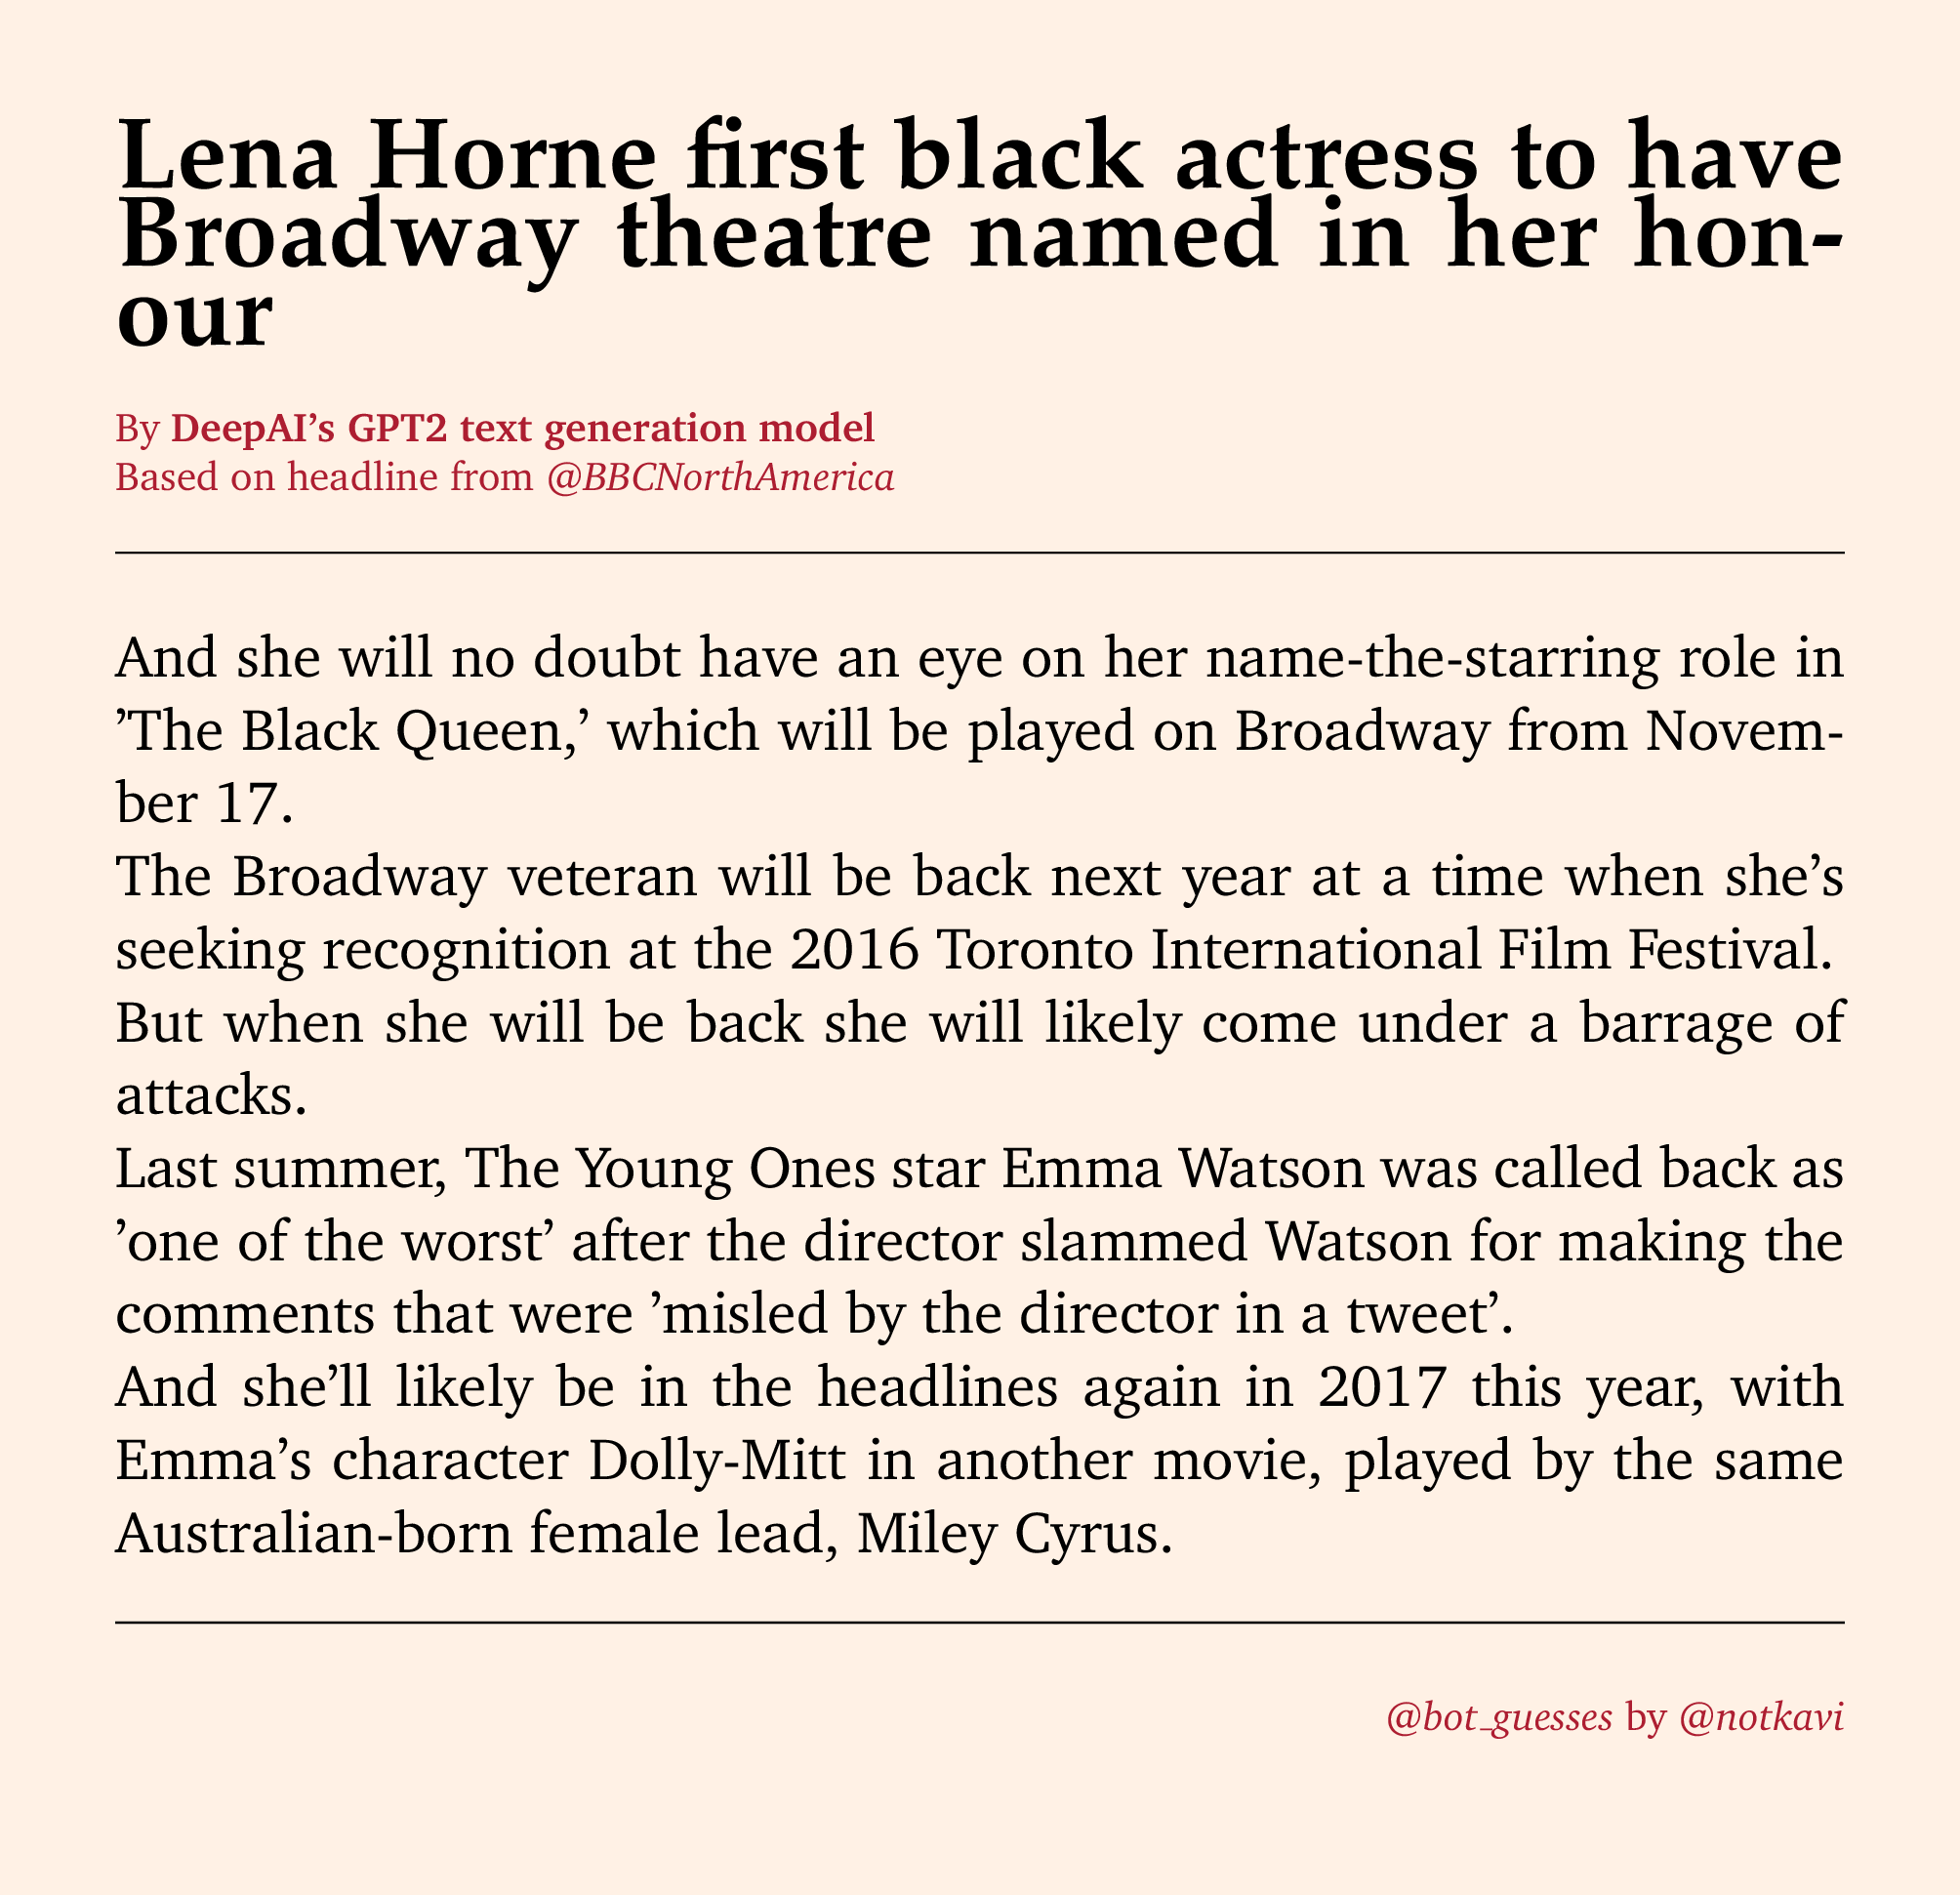 Lena Horne first black actress to have
Broadway theatre named in her hon-
our
By DeepAI’s GPT2 text generation model
Based on headline from @BBCNorthAmerica
And she will no doubt have an eye on her name-the-starring role in
’The Black Queen,’ which will be played on Broadway from Novem-
ber 17.
The Broadway veteran will be back next year at a time when she’s
seeking recognition at the 2016 Toronto International Film Festival.
But when she will be back she will likely come under a barrage of
attacks.
Last summer, The Young Ones star Emma Watson was called back as
’one of the worst’ after the director slammed Watson for making the
comments that were ’misled by the director in a tweet’.
And she’ll likely be in the headlines again in 2017 this year, with
Emma’s character Dolly-Mitt in another movie, played by the same
Australian-born female lead, Miley Cyrus.
@bot_guesses by @notkavi